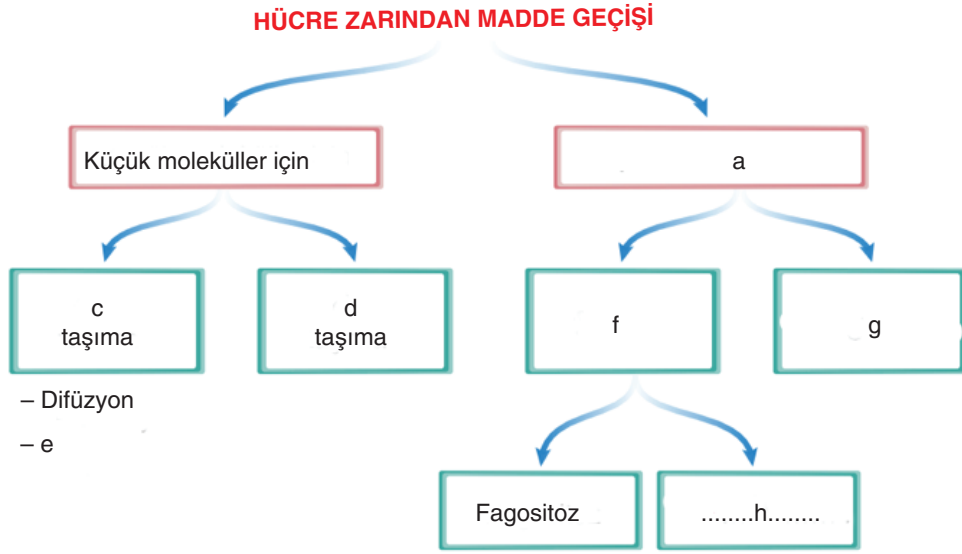 HÜCRE ZARINDAN MADDE GEÇİŞİ
Küçük moleküller için
a
c
taşıma
d
taşıma
f
g
– Difüzyon
– e
Fagositoz
........h........